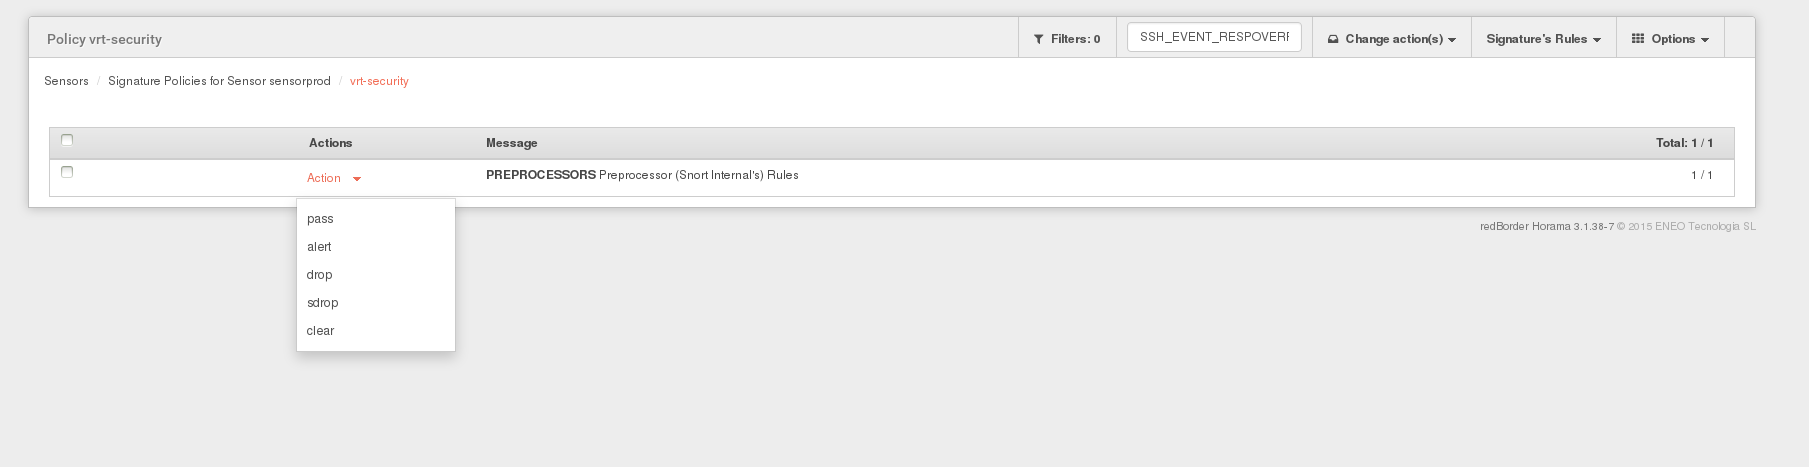 Policy vrt-security Filters: 0 SSH_EVENT_RESPOVERF Change action(s) Signature's Rules Options
Sensors / Signature Policies for Sensor sensorprod / vrt-security
Actions Message Total: 1 / 1
Action PREPROCESSORS Preprocessor (Snort Internal's) Rules 1 / 1
pass
alert
drop
sdrop
clear
redBorder Horama 3.1.38-7 © 2015 ENEO Tecnologia SL